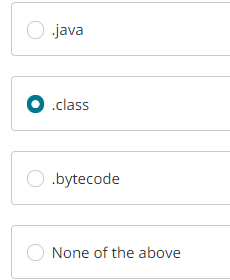 .java
.class
.bytecode
None of the above